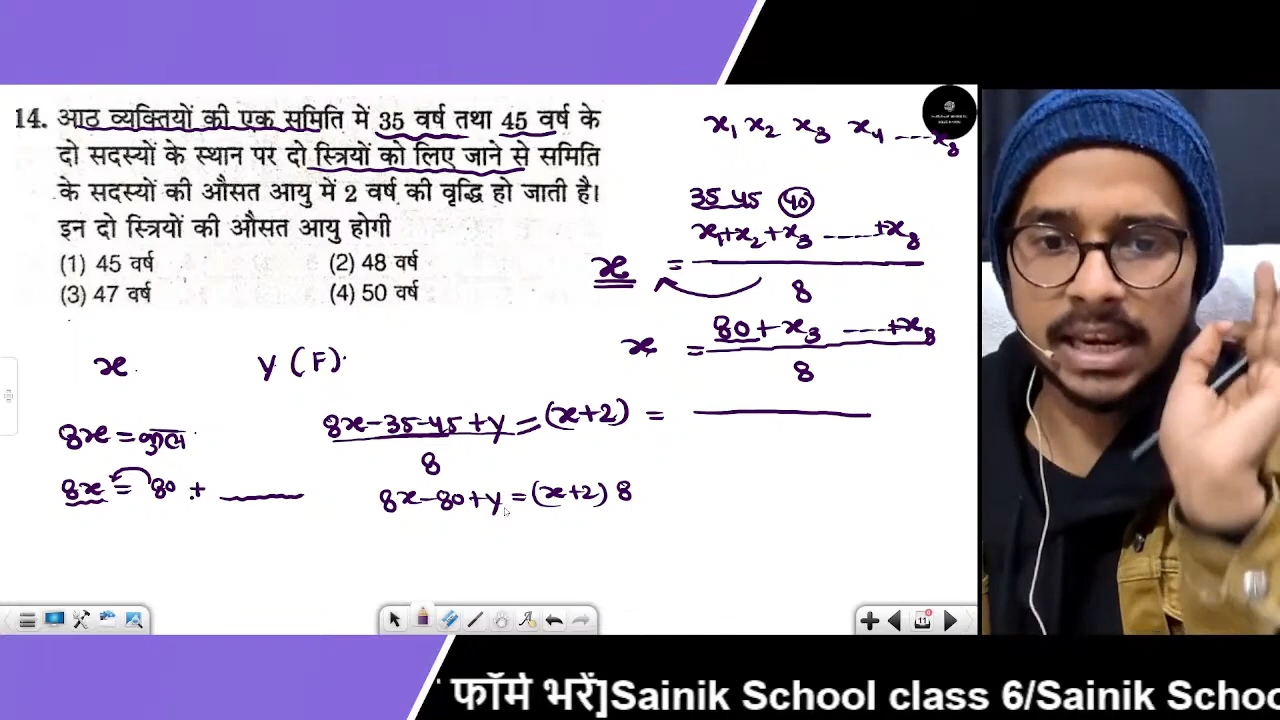 14. आठ व्यक्तियों की एक समिति में 35 वर्ष तथा 45 वर्ष के
दो सदस्यों के स्थान पर दो स्त्रियों को लिए जाने से समिति
के सदस्यों की औसत आयु में 2 वर्ष की वृद्धि हो जाती है।
इन दो स्त्रियों की औसत आयु होगी
(1) 45 वर्ष (2) 48 वर्ष
(3) 47 वर्ष (4) 50 वर्ष
x₁ x₂ x₃ x₄ ----x₈
35 45 40
x₁+x₂+x₃ ----+x₈
x =
8
80+x₃ ----+x₈
x =
8
x y (F)
8x = कुल
8x = 80 +
8x-35-45+y = (x+2) =
8
8x-80+y = (x+2) 8
11
फॉर्म भरें]Sainik School class 6/Sainik Schoo